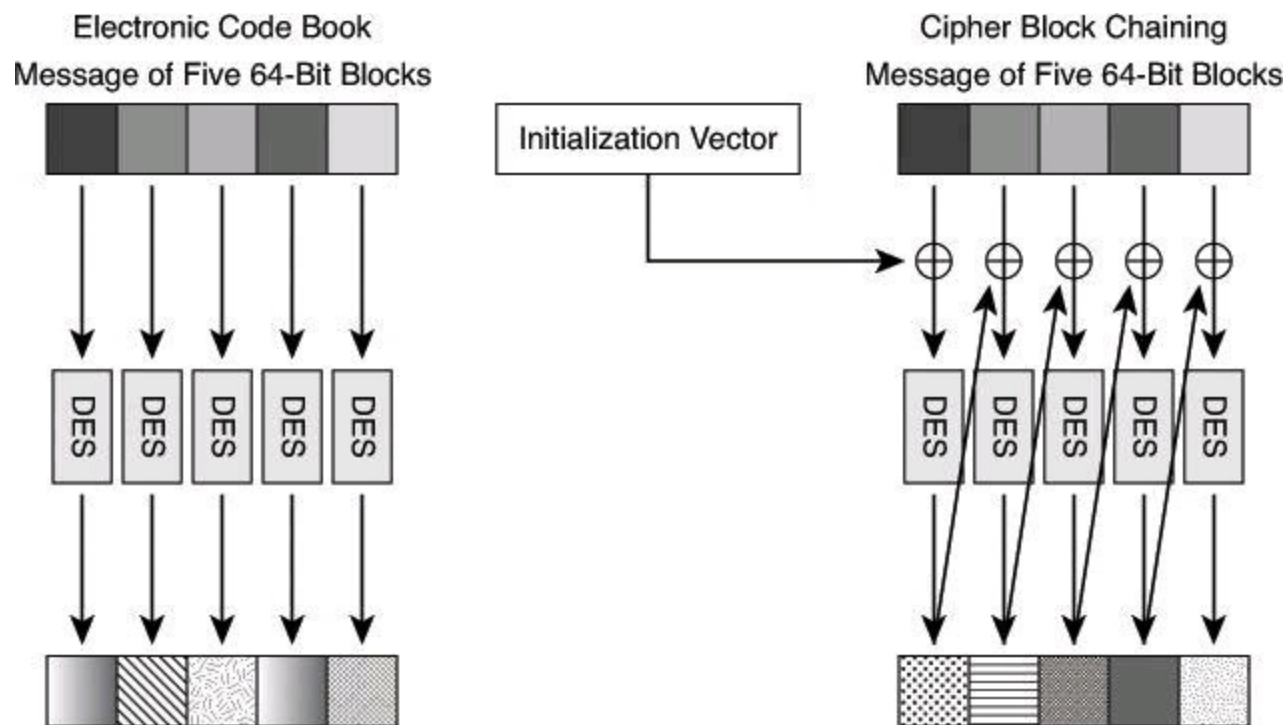 Electronic Code Book
Message of Five 64-Bit Blocks
Initialization Vector
Cipher Block Chaining
Message of Five 64-Bit Blocks
DES
DES
DES
DES
DES
DES
DES
DES
DES
DES